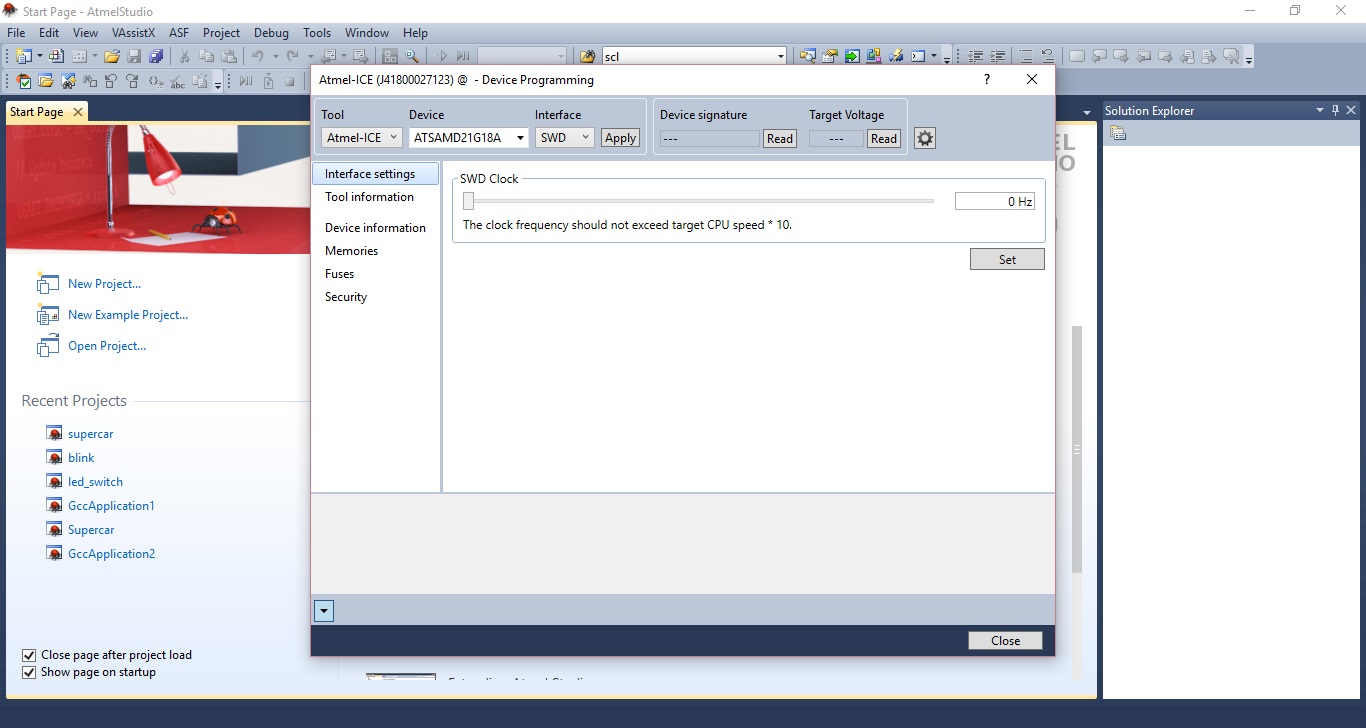 Start Page - AtmelStudio
File Edit View VAssistX ASF Project Debug Tools Window Help
scl
Start Page
Atmel-ICE (J41800027123) @ - Device Programming
?
Tool Device Interface Device signature Target Voltage
Atmel-ICE ATSAMD21G18A SWD Apply --- Read --- Read
Interface settings
Tool information
Device information
Memories
Fuses
Security
SWD Clock
0 Hz
The clock frequency should not exceed target CPU speed * 10.
Set
Close
New Project...
New Example Project...
Open Project...
Recent Projects
supercar
blink
led_switch
GccApplication1
Supercar
GccApplication2
Close page after project load
Show page on startup
Solution Explorer